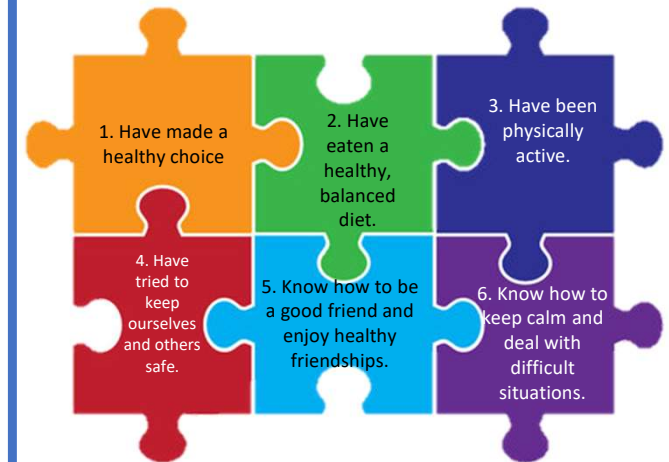 1. Have made a
healthy choice
2. Have
eaten a
healthy,
balanced
diet.
3. Have been
physically
active.
4. Have
tried to
keep
ourselves
and others
safe.
5. Know how to be
a good friend and
enjoy healthy
friendships.
6. Know how to
keep calm and
deal with
difficult
situations.